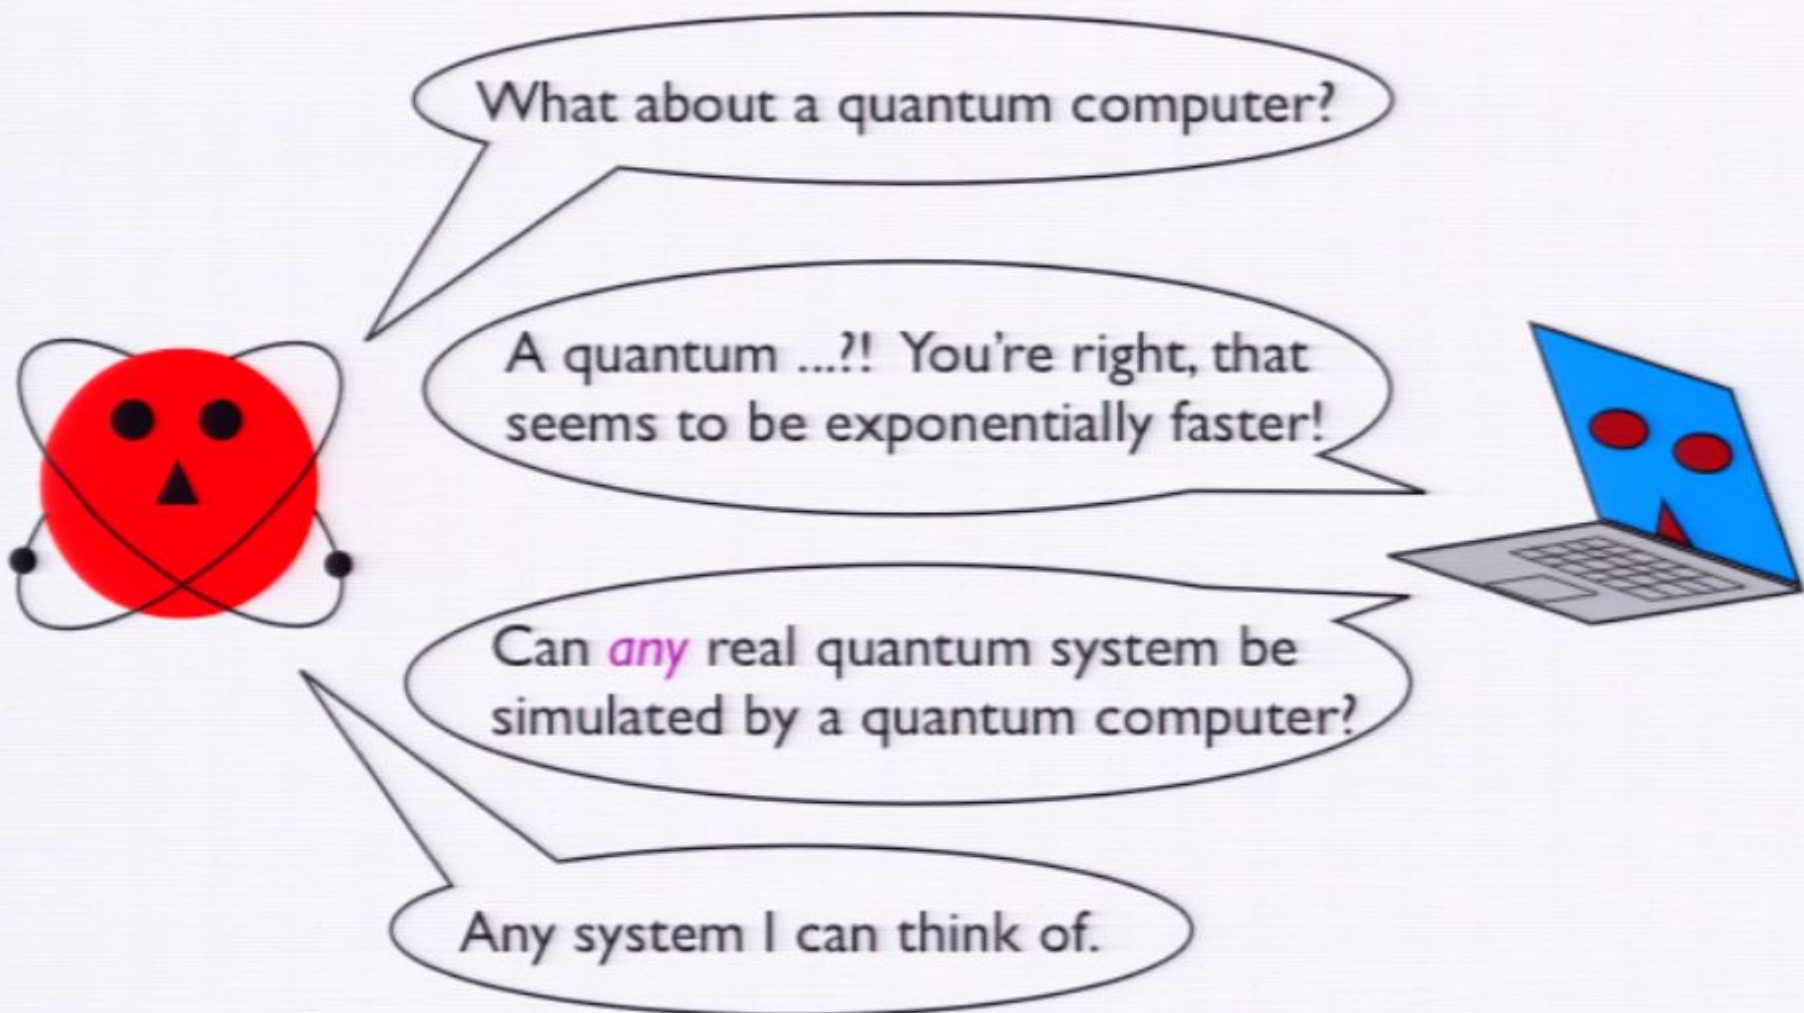 What about a quantum computer?
A quantum ...?! You're right, that
seems to be exponentially faster!
Can any real quantum system be
simulated by a quantum computer?
Any system I can think of.